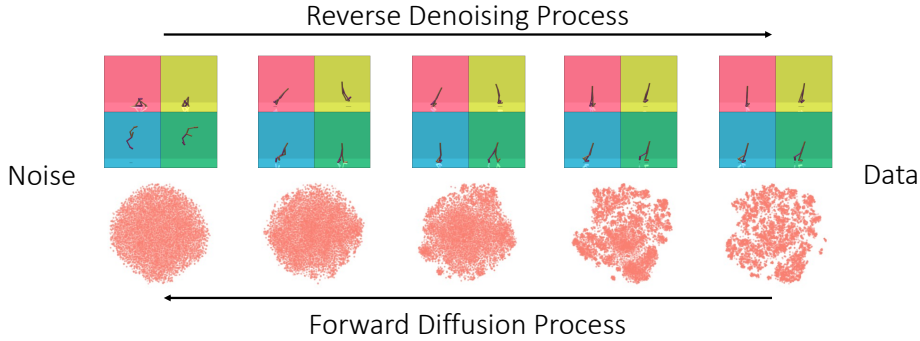 Reverse Denoising Process
Noise
Data
Forward Diffusion Process